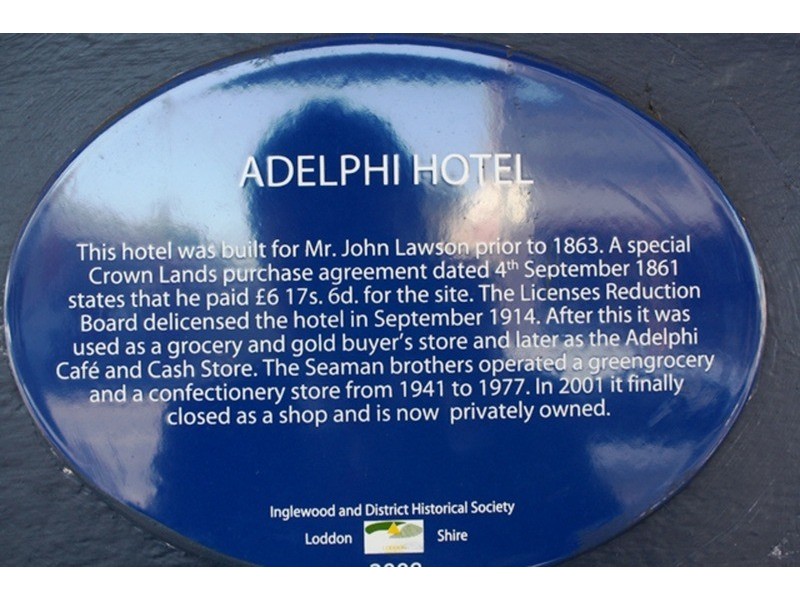 ADELPHI HOTEL
This hotel was built for Mr. John Lawson prior to 1863. A special
Crown Lands purchase agreement dated 4th September 1861
states that he paid £6 17s. 6d. for the site. The Licenses Reduction
Board delicensed the hotel in September 1914. After this it was
used as a grocery and gold buyer's store and later as the Adelphi
Café and Cash Store. The Seaman brothers operated a greengrocery
and a confectionery store from 1941 to 1977. In 2001 it finally
closed as a shop and is now privately owned.
Inglewood and District Historical Society
Loddon Shire